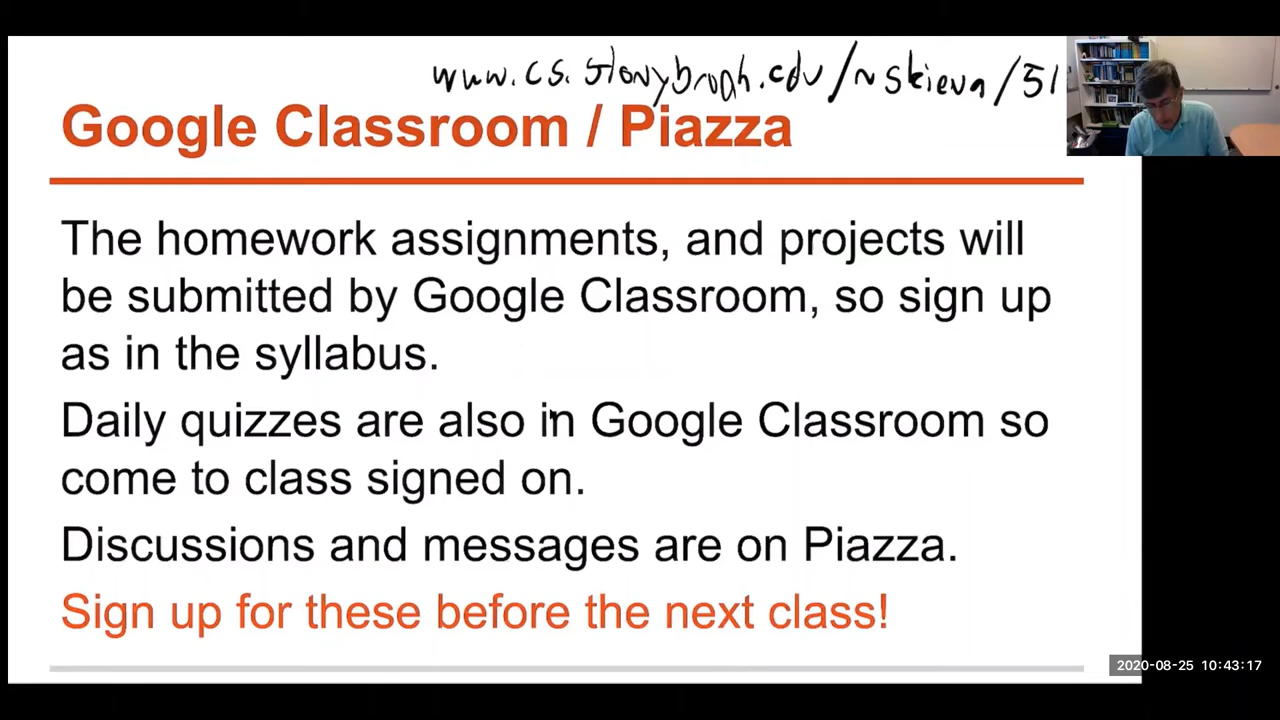 www.cs.stonybrook.edu/~skiena/51
Google Classroom / Piazza
The homework assignments, and projects will
be submitted by Google Classroom, so sign up
as in the syllabus.
Daily quizzes are also in Google Classroom so
come to class signed on.
Discussions and messages are on Piazza.
Sign up for these before the next class!
2020-08-25 10:43:17